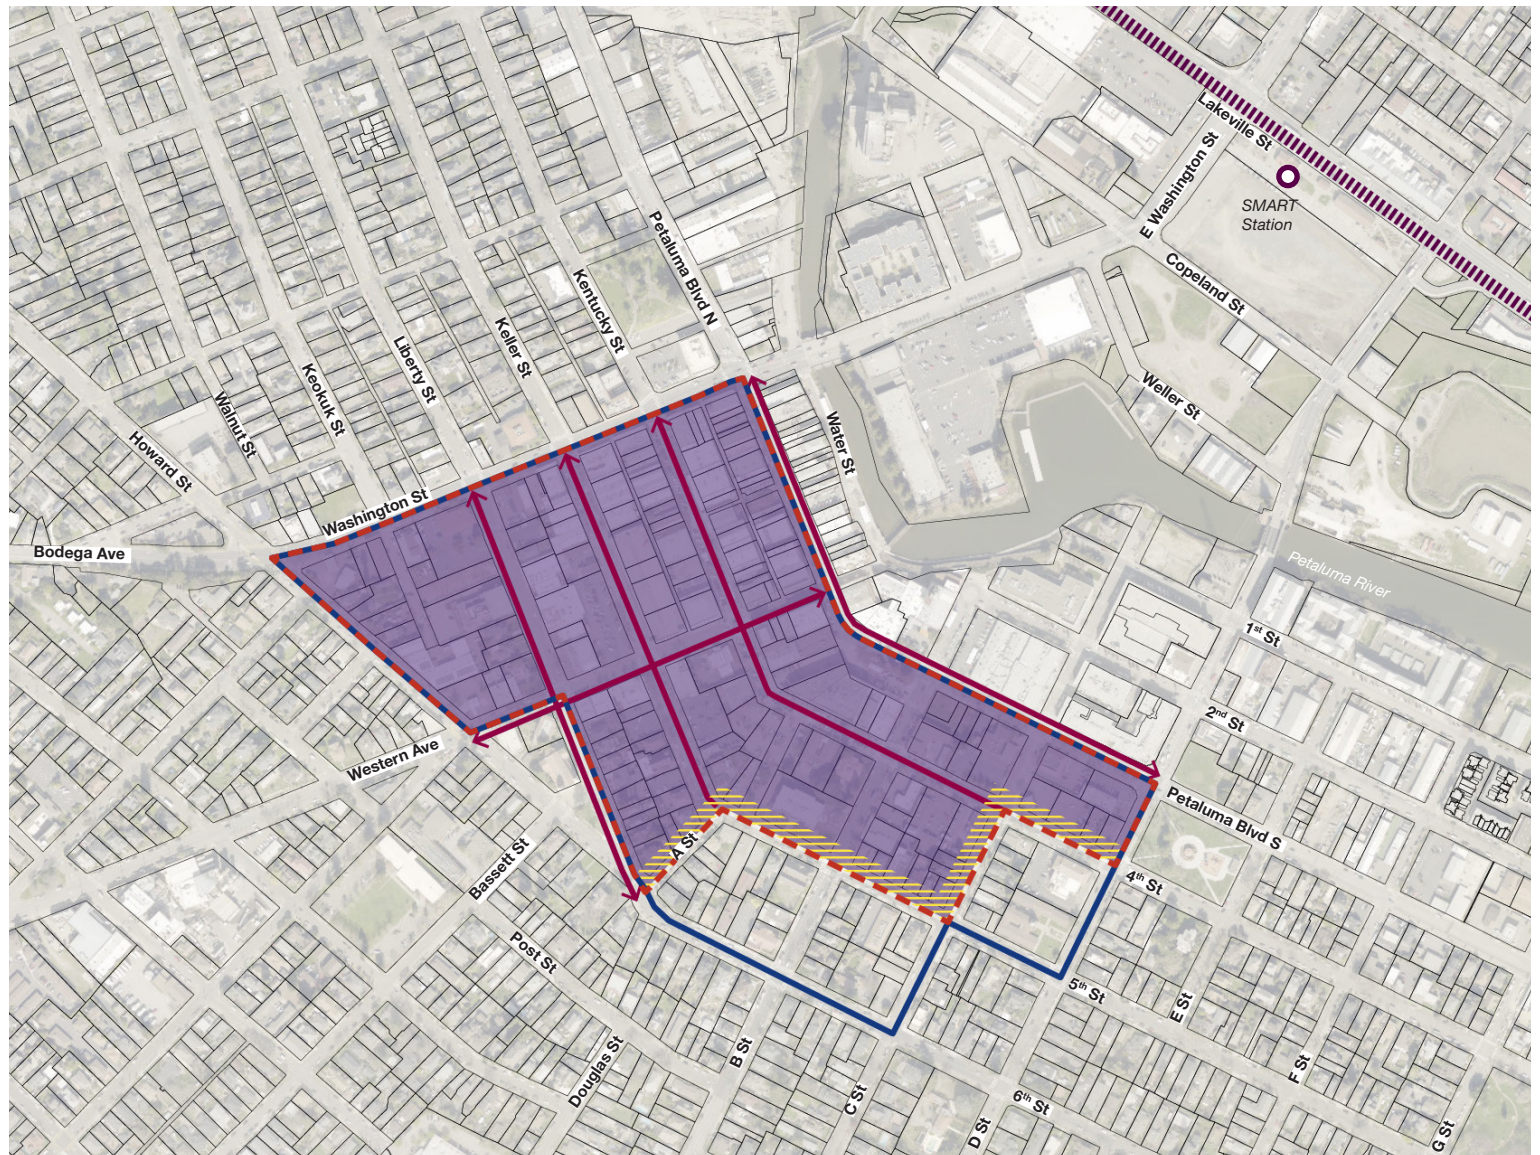 Lakeville St
E Washington St
SMART
Station
Petaluma Blvd N
Copeland St
Kentucky St
Keller St
Liberty St
Keokuk St
Walnut St
Howard St
Weller St
Water St
Washington St
Bodega Ave
Petaluma River
1st St
2nd St
Western Ave
Petaluma Blvd S
A St
4th St
Bassett St
Post St
5th St
E St
B St
Douglas St
F St
C St
6th St
D St
G St